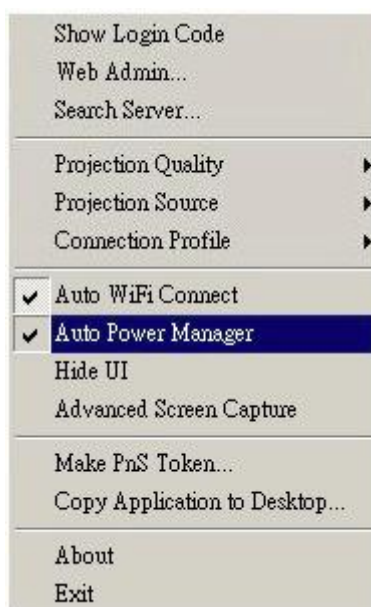 Show Login Code
Web Admin...
Search Server...
Projection Quality
Projection Source
Connection Profile
Auto WiFi Connect
Auto Power Manager
Hide UI
Advanced Screen Capture
Make PnS Token...
Copy Application to Desktop...
About
Exit